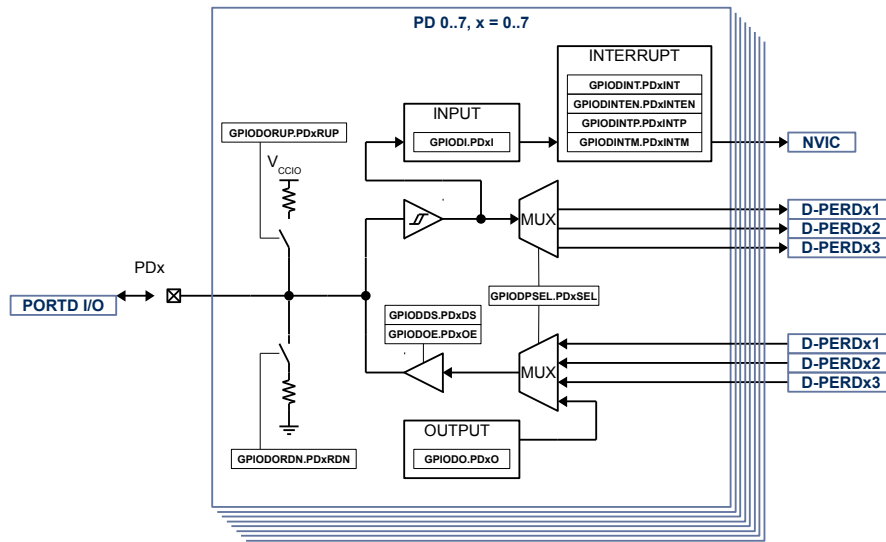 PD 0..7, x = 0..7
INTERRUPT
GPIODINT.PDxINT
GPIODINTEN.PDxINTEN
GPIODINTP.PDxINTP
GPIODINTM.PDxINTM
INPUT
GPIODI.PDxI
NVIC
GPIODORUP.PDxRUP
VCCIO
MUX
D-PERDx1
D-PERDx2
D-PERDx3
PDx
PORTD I/O
GPIODPSEL.PDxSEL
GPIODDS.PDxDS
GPIODOE.PDxOE
MUX
D-PERDx1
D-PERDx2
D-PERDx3
OUTPUT
GPIODO.PDxO
GPIODORDN.PDxRDN